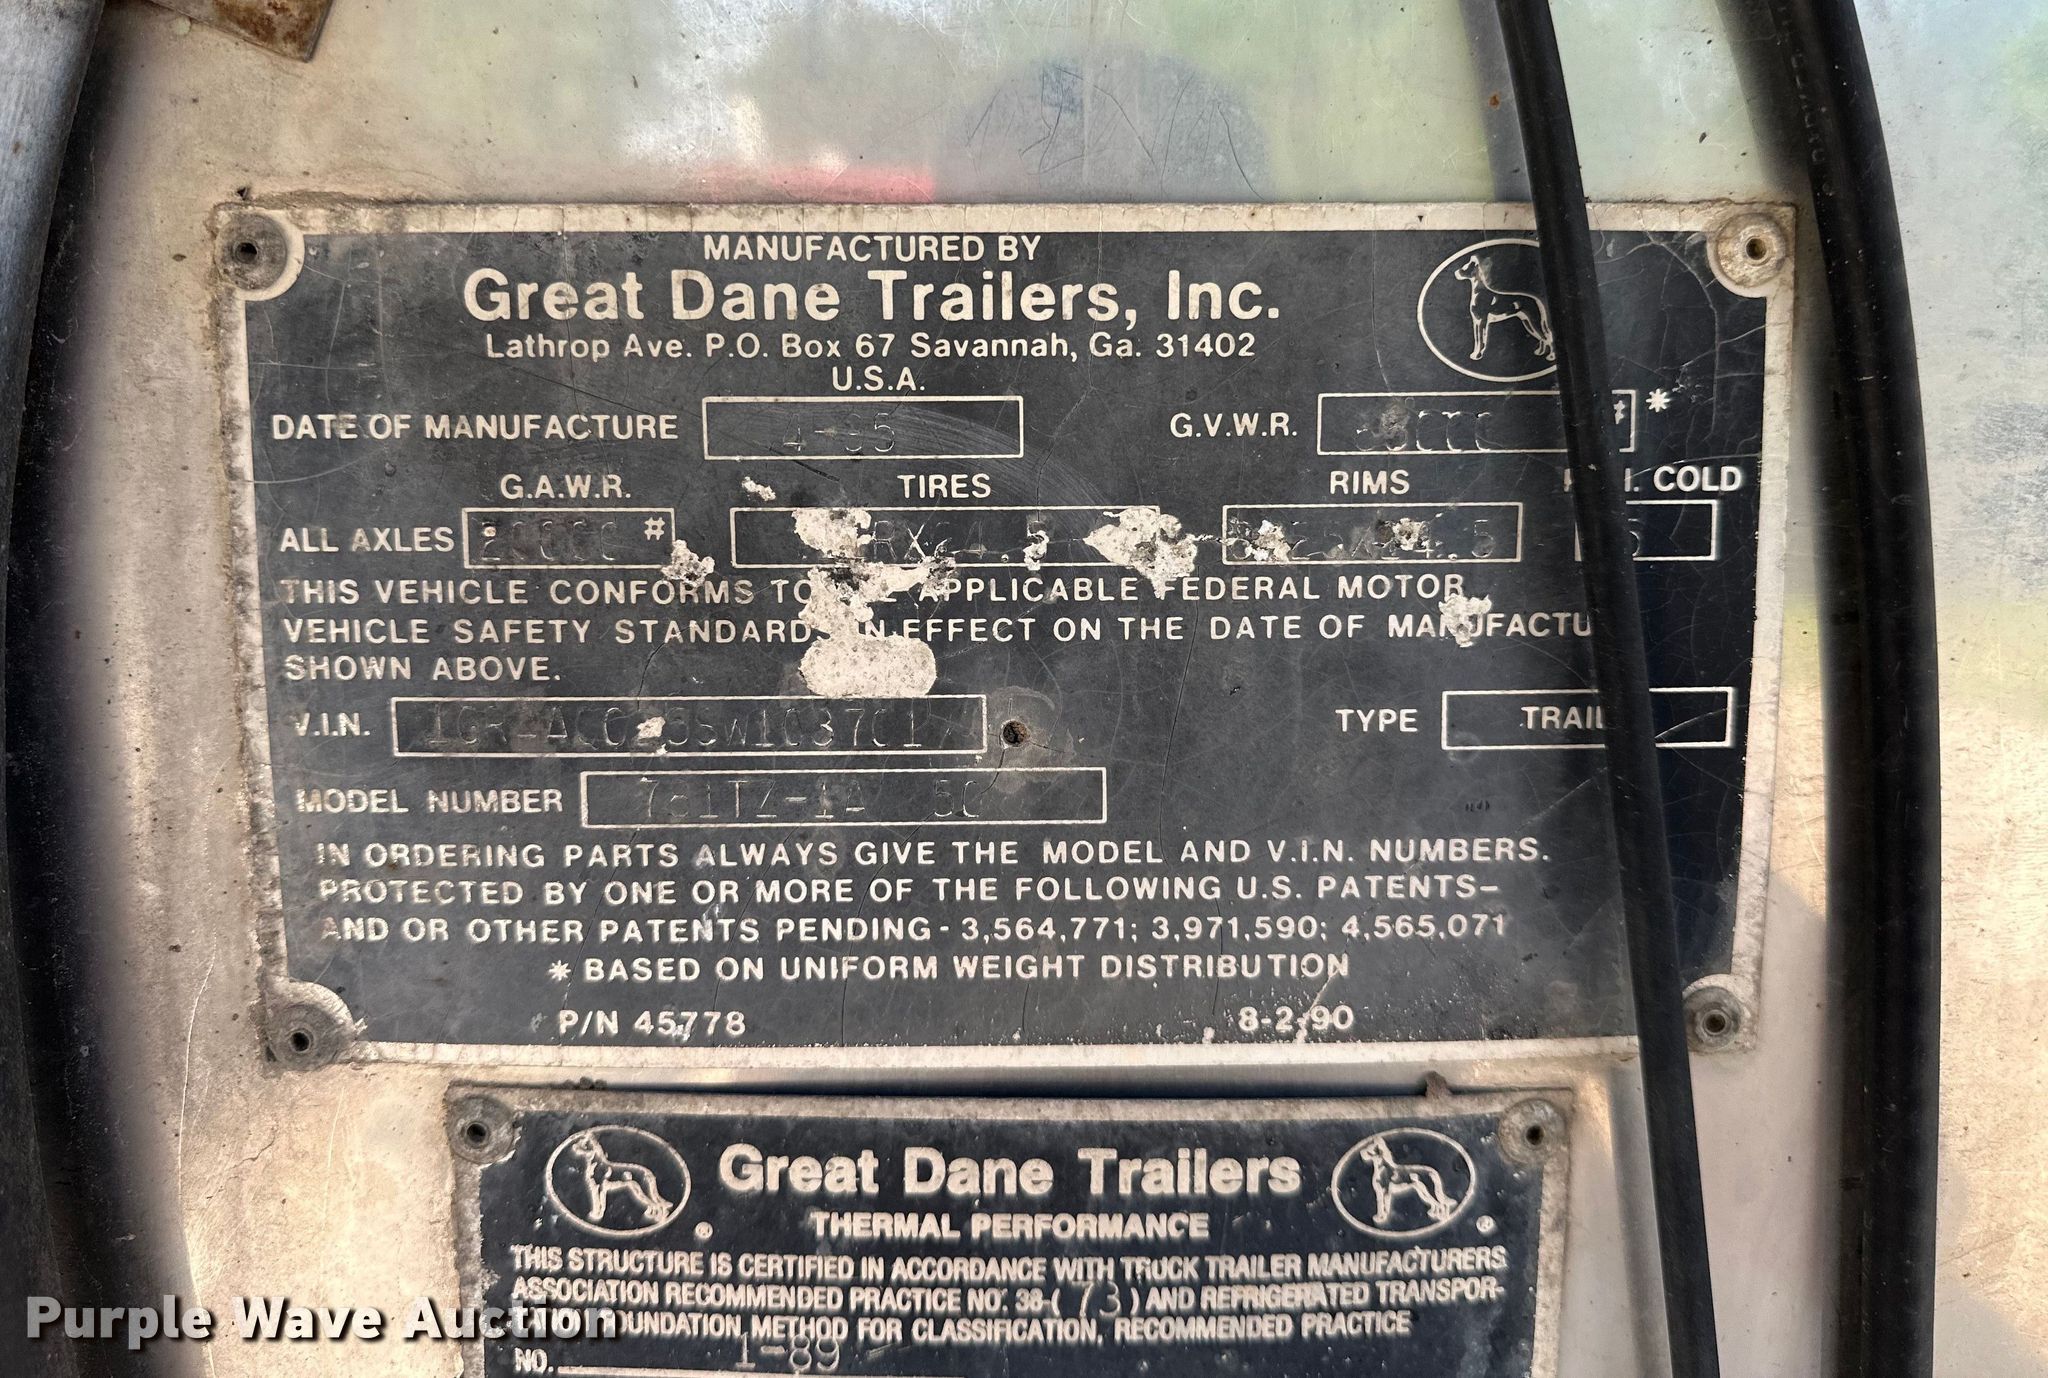 MANUFACTURED BY
Great Dane Trailers, Inc.
Lathrop Ave. P.O. Box 67 Savannah, Ga. 31402
U.S.A.
DATE OF MANUFACTURE 4-95 G.V.W.R. # *
G.A.W.R. TIRES RIMS COLD
ALL AXLES 20000 #
THIS VEHICLE CONFORMS TO APPLICABLE FEDERAL MOTOR
VEHICLE SAFETY STANDARDS IN EFFECT ON THE DATE OF
SHOWN ABOVE.
V.I.N. TYPE
MODEL NUMBER
IN ORDERING PARTS ALWAYS GIVE THE MODEL AND V.I.N. NUMBERS.
PROTECTED BY ONE OR MORE OF THE FOLLOWING U.S. PATENTS-
AND OR OTHER PATENTS PENDING - 3,564,771; 3,971,590; 4,565,071
* BASED ON UNIFORM WEIGHT DISTRIBUTION
P/N 45778 8-2-90
Great Dane Trailers
® ®
THERMAL PERFORMANCE
THIS STRUCTURE IS CERTIFIED IN ACCORDANCE WITH TRUCK TRAILER MANUFACTURERS
ASSOCIATION RECOMMENDED PRACTICE NO. 38-(73) AND REFRIGERATED TRANSPOR-
FOUNDATION METHOD FOR CLASSIFICATION, RECOMMENDED PRACTICE
NO. 1-89
Purple Wave Auction